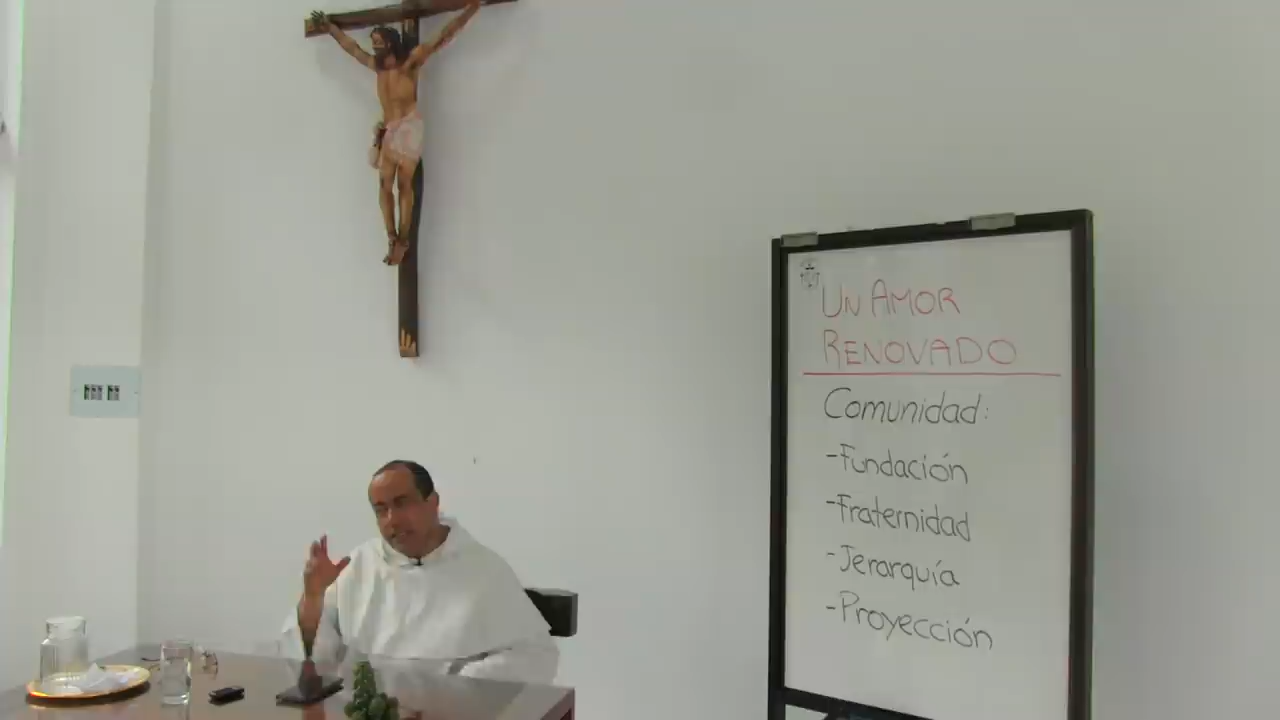 UN AMOR
RENOVADO
Comunidad:
-Fundación
-Fraternidad
-Jerarquía
-Proyección